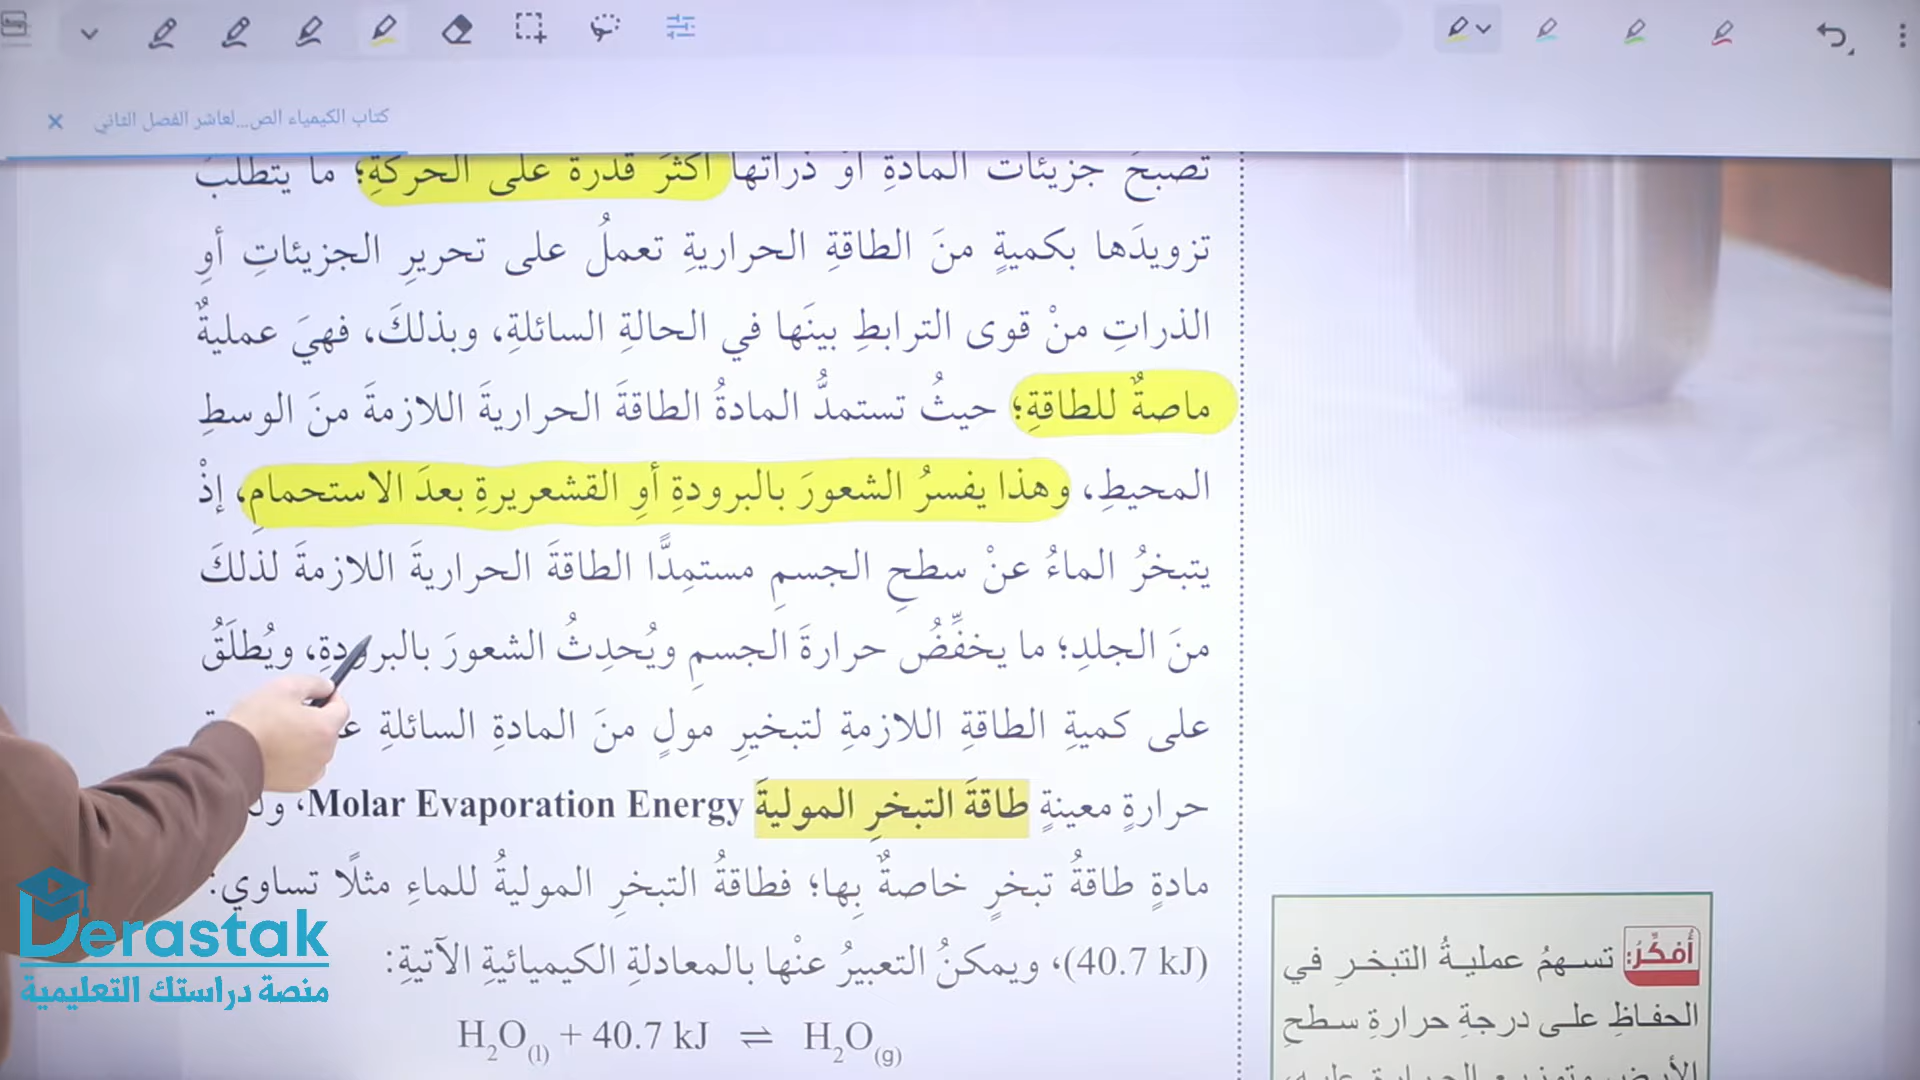 كتاب الكيمياء الص...لعاشر الفصل الثاني
تصبحَ جزيئات المادةِ أوْ ذراتها أكثرَ قدرة على الحركةِ؛ ما يتطلبُ
تزويدَها بكميةٍ منَ الطاقةِ الحراريةِ تعملُ على تحريرِ الجزيئاتِ أوِ
الذراتِ منْ قوى الترابطِ بينَها في الحالةِ السائلةِ، وبذلكَ، فهيَ عمليةٌ
ماصةٌ للطاقةِ؛ حيثُ تستمدُّ المادةُ الطاقةَ الحراريةَ اللازمةَ منَ الوسطِ
المحيطِ، وهذا يفسرُ الشعورَ بالبرودةِ أوِ القشعريرةِ بعدَ الاستحمامِ، إذْ
يتبخرُ الماءُ عنْ سطحِ الجسمِ مستمِدًّا الطاقةَ الحراريةَ اللازمةَ لذلكَ
منَ الجلدِ؛ ما يخفِّضُ حرارةَ الجسمِ ويُحدِثُ الشعورَ بالبرودةِ، ويُطلَقُ
على كميةِ الطاقةِ اللازمةِ لتبخيرِ مولٍ منَ المادةِ السائلةِ
حرارةٍ معينةٍ طاقةَ التبخرِ الموليةَ Molar Evaporation Energy،
مادةٍ طاقةُ تبخرٍ خاصةٌ بِها؛ فطاقةُ التبخرِ الموليةُ للماءِ مثلًا تساوي:
(40.7 kJ)، ويمكنُ التعبيرُ عنْها بالمعادلةِ الكيميائيةِ الآتيةِ:
H₂O(l) + 40.7 kJ ⇌ H₂O(g)
أُفكِّرُ: تسهمُ عمليةُ التبخرِ في
الحفاظِ على درجةِ حرارةِ سطحِ
Derastak
منصة دراستك التعليمية